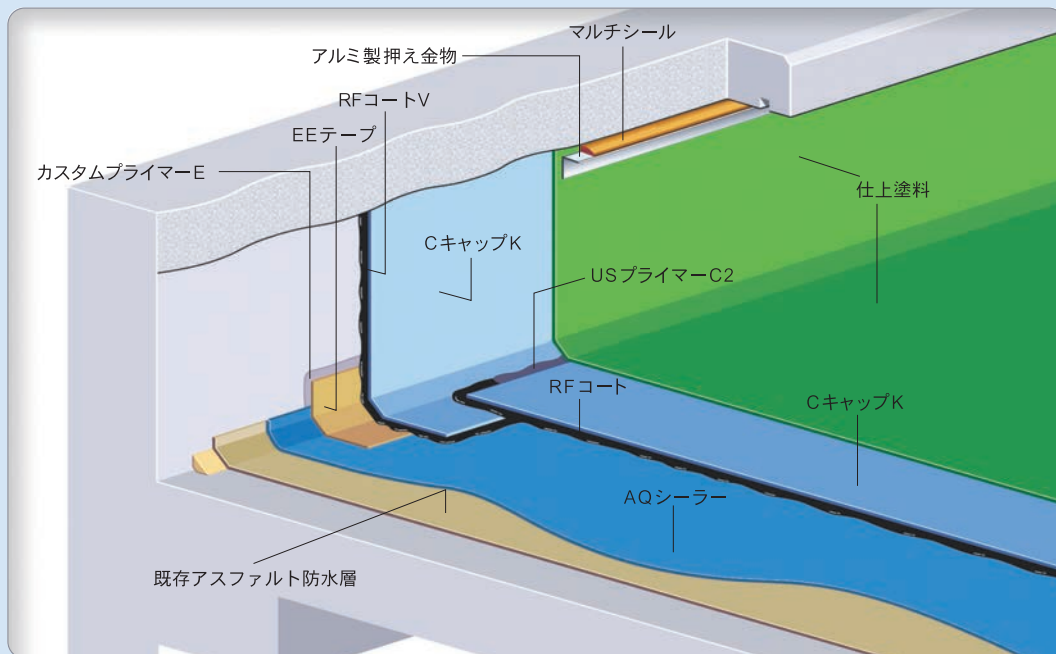 マルチシール
アルミ製押え金物
RFコートV
EEテープ
カスタムプライマーE
仕上塗料
CキャップK
USプライマーC2
RFコート
CキャップK
AQシーラー
既存アスファルト防水層